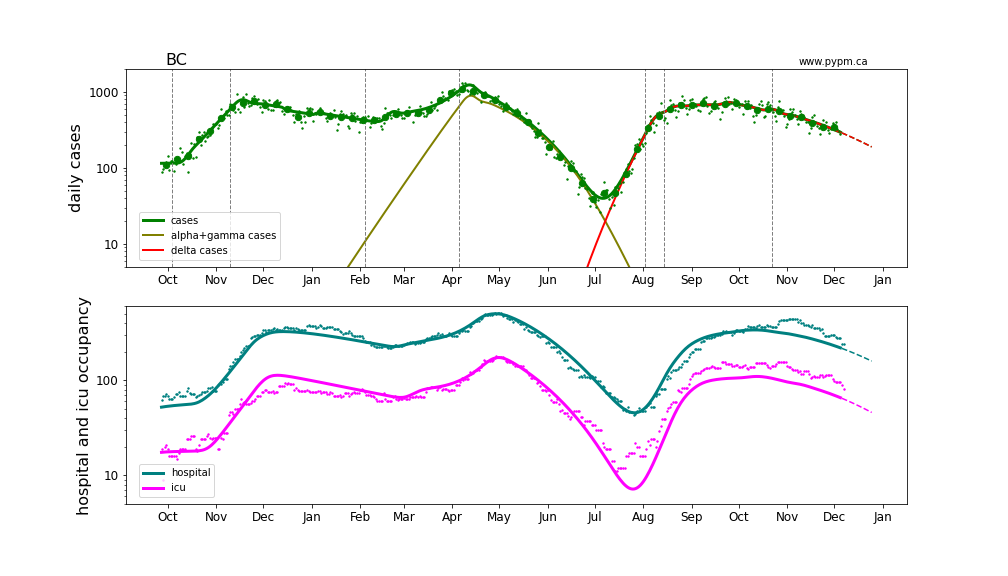 BC
www.pypm.ca
daily cases
1000
100
10
cases
alpha+gamma cases
delta cases
Oct Nov Dec Jan Feb Mar Apr May Jun Jul Aug Sep Oct Nov Dec Jan
hospital and icu occupancy
100
10
hospital
icu
Oct Nov Dec Jan Feb Mar Apr May Jun Jul Aug Sep Oct Nov Dec Jan